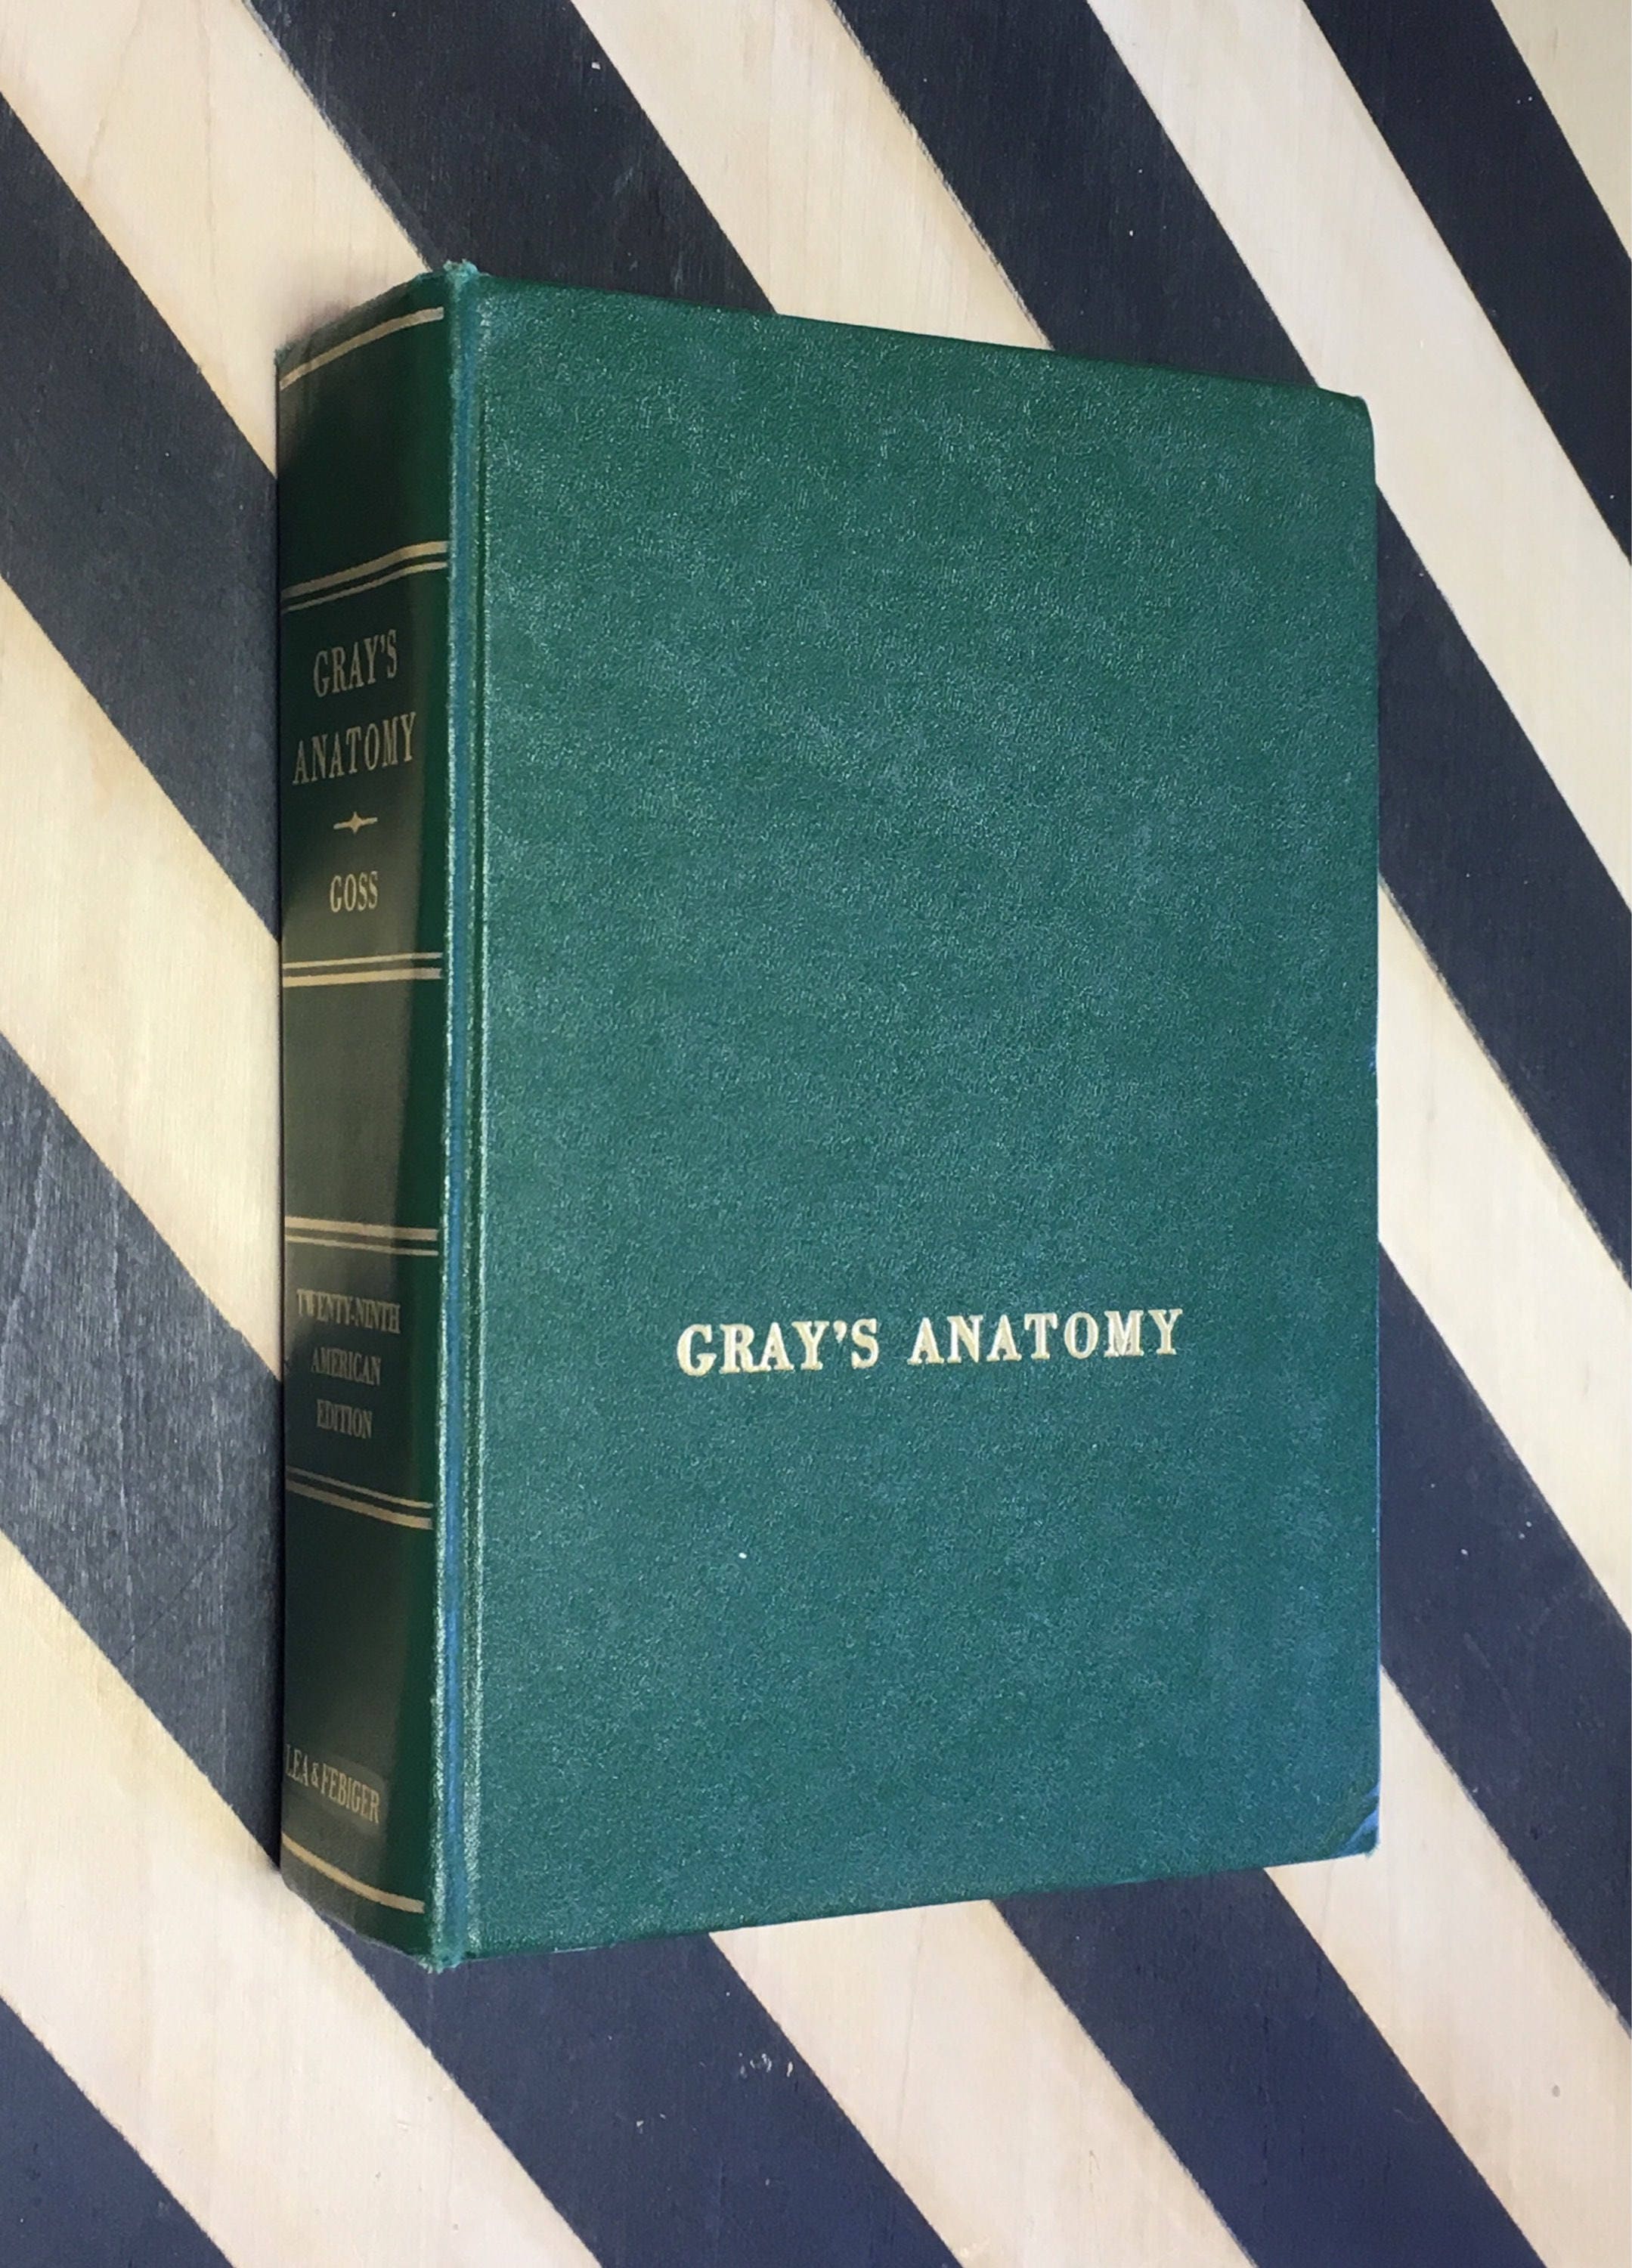 GRAY'S
ANATOMY
GOSS
TWENTY-NINTH
AMERICAN
EDITION
LEA & FEBIGER
GRAY'S ANATOMY